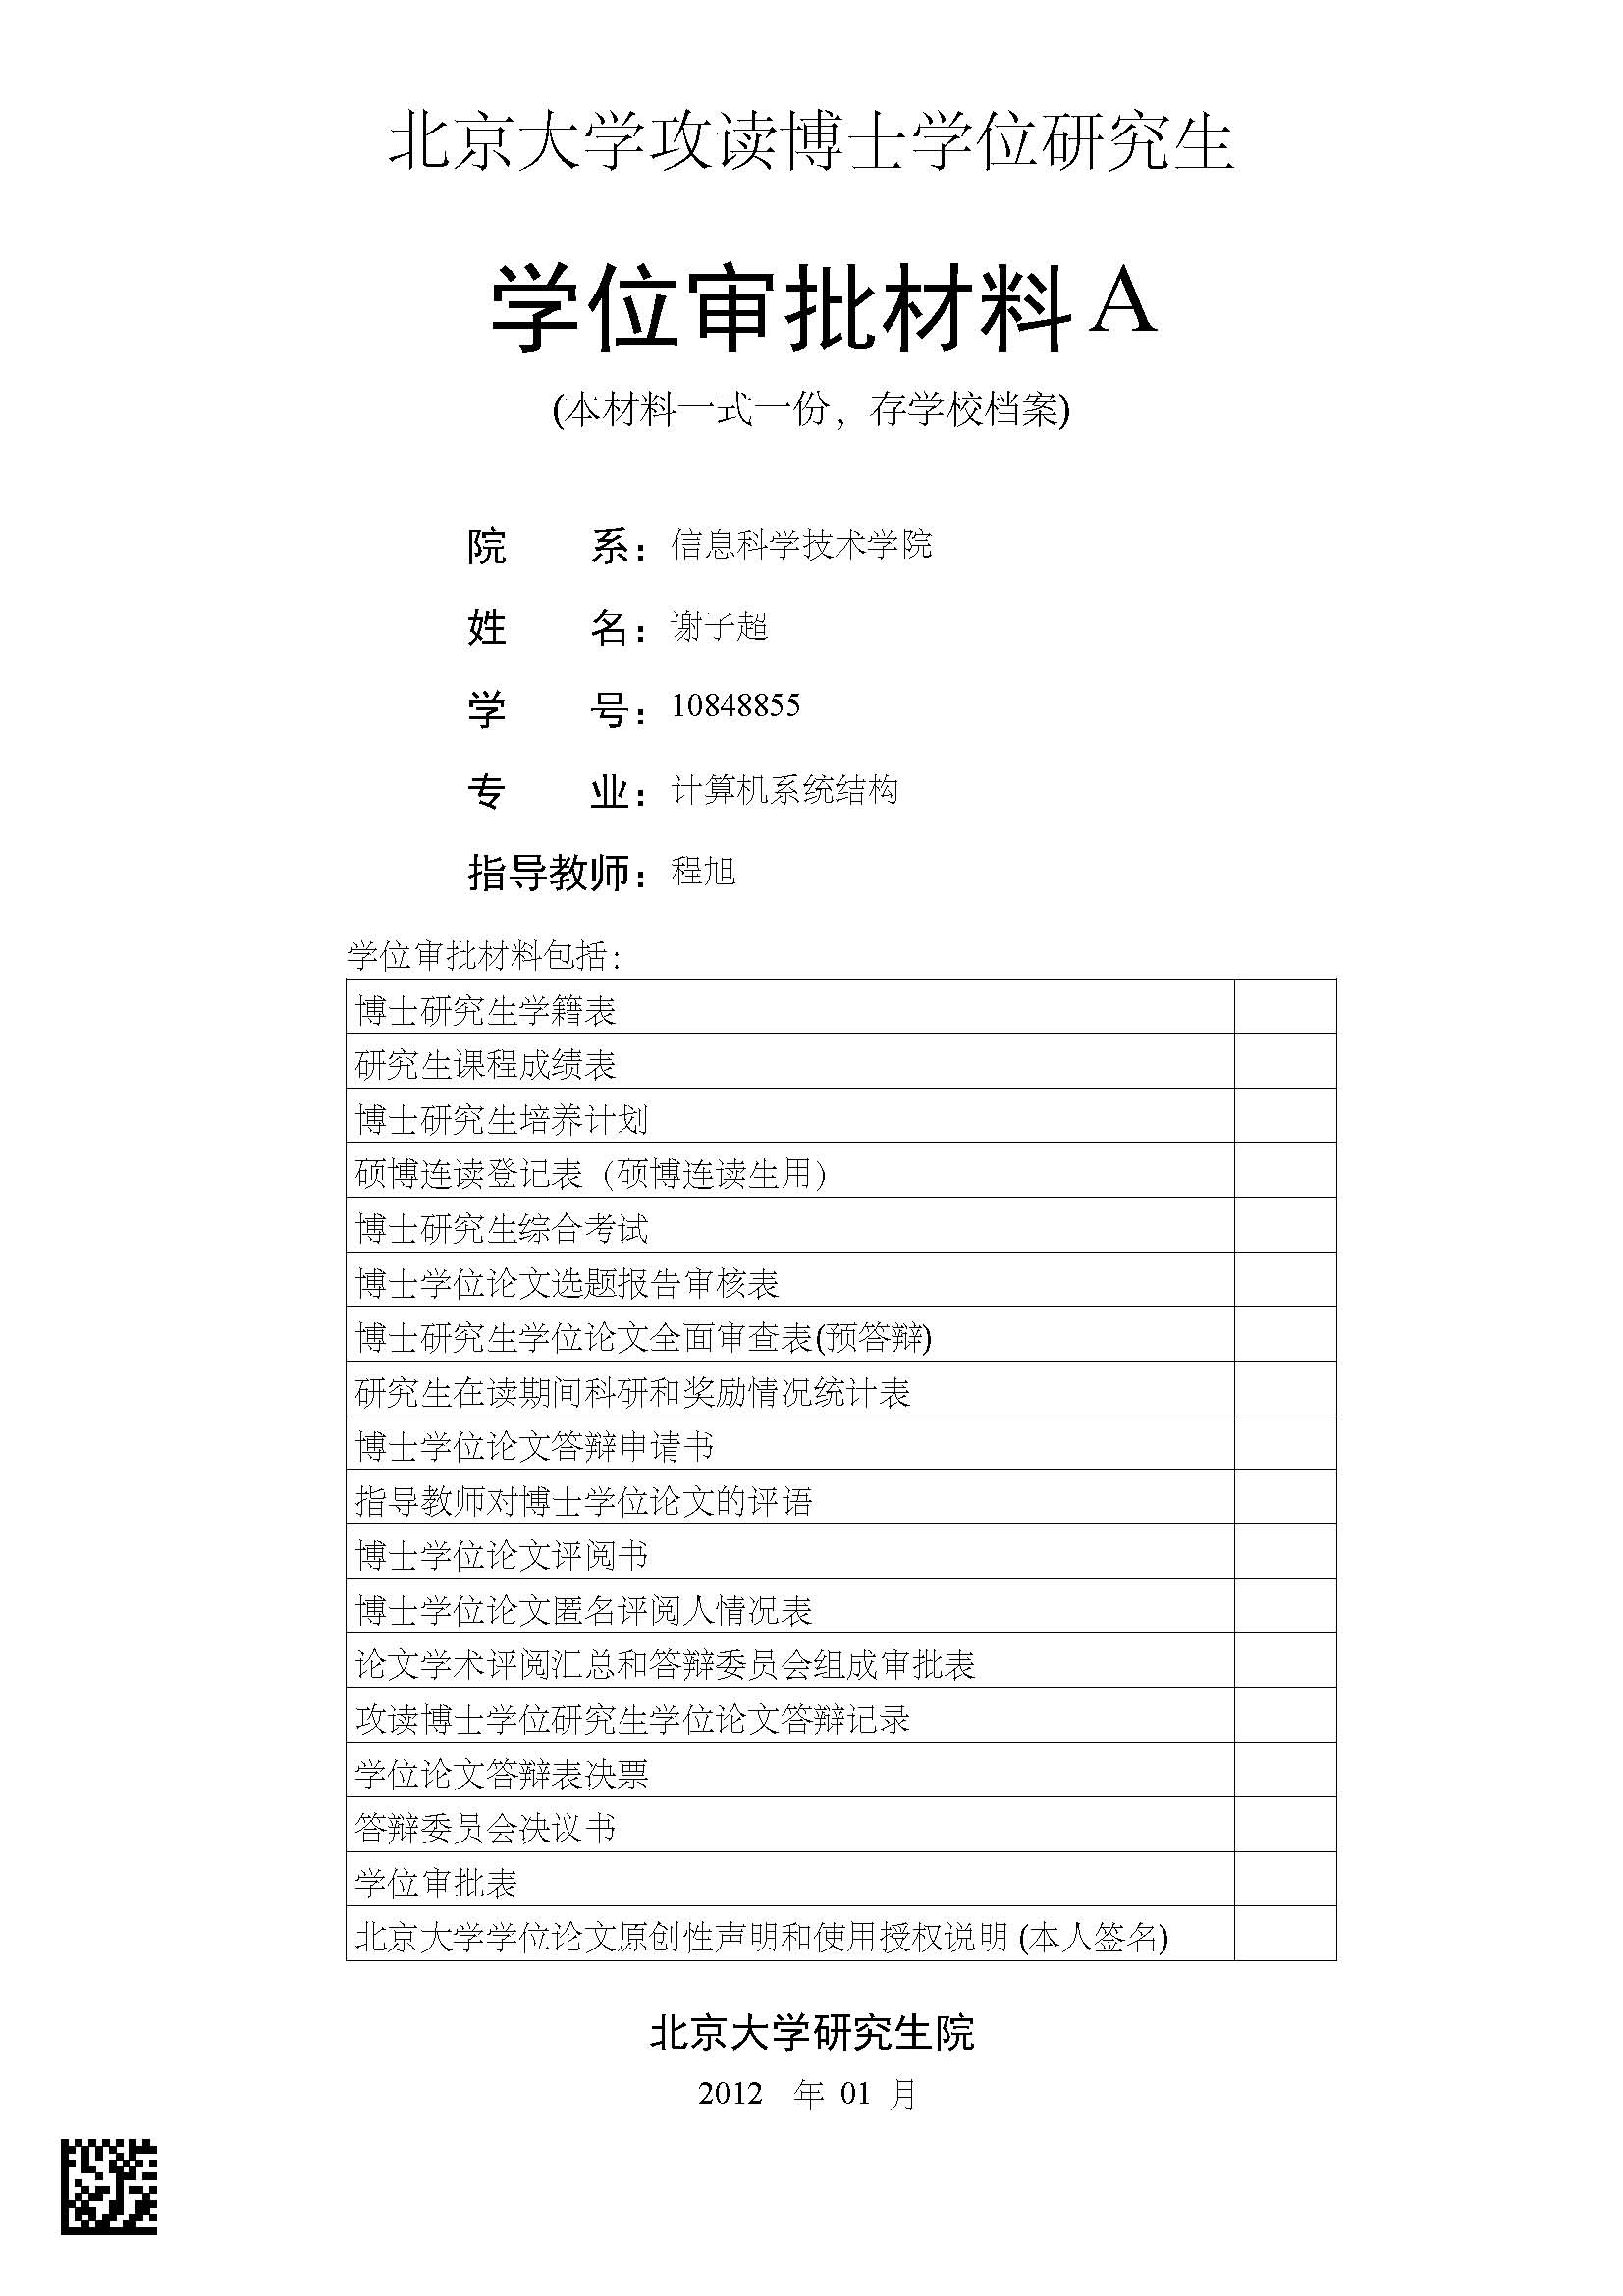 北京大学攻读博士学位研究生
学位审批材料A
(本材料一式一份，存学校档案)
院 系：信息科学技术学院
姓 名：谢子超
学 号：10848855
专 业：计算机系统结构
指导教师：程旭
学位审批材料包括：
博士研究生学籍表
研究生课程成绩表
博士研究生培养计划
硕博连读登记表（硕博连读生用）
博士研究生综合考试
博士学位论文选题报告审核表
博士研究生学位论文全面审查表(预答辩)
研究生在读期间科研和奖励情况统计表
博士学位论文答辩申请书
指导教师对博士学位论文的评语
博士学位论文评阅书
博士学位论文匿名评阅人情况表
论文学术评阅汇总和答辩委员会组成审批表
攻读博士学位研究生学位论文答辩记录
学位论文答辩表决票
答辩委员会决议书
学位审批表
北京大学学位论文原创性声明和使用授权说明 (本人签名)
北京大学研究生院
2012 年 01 月